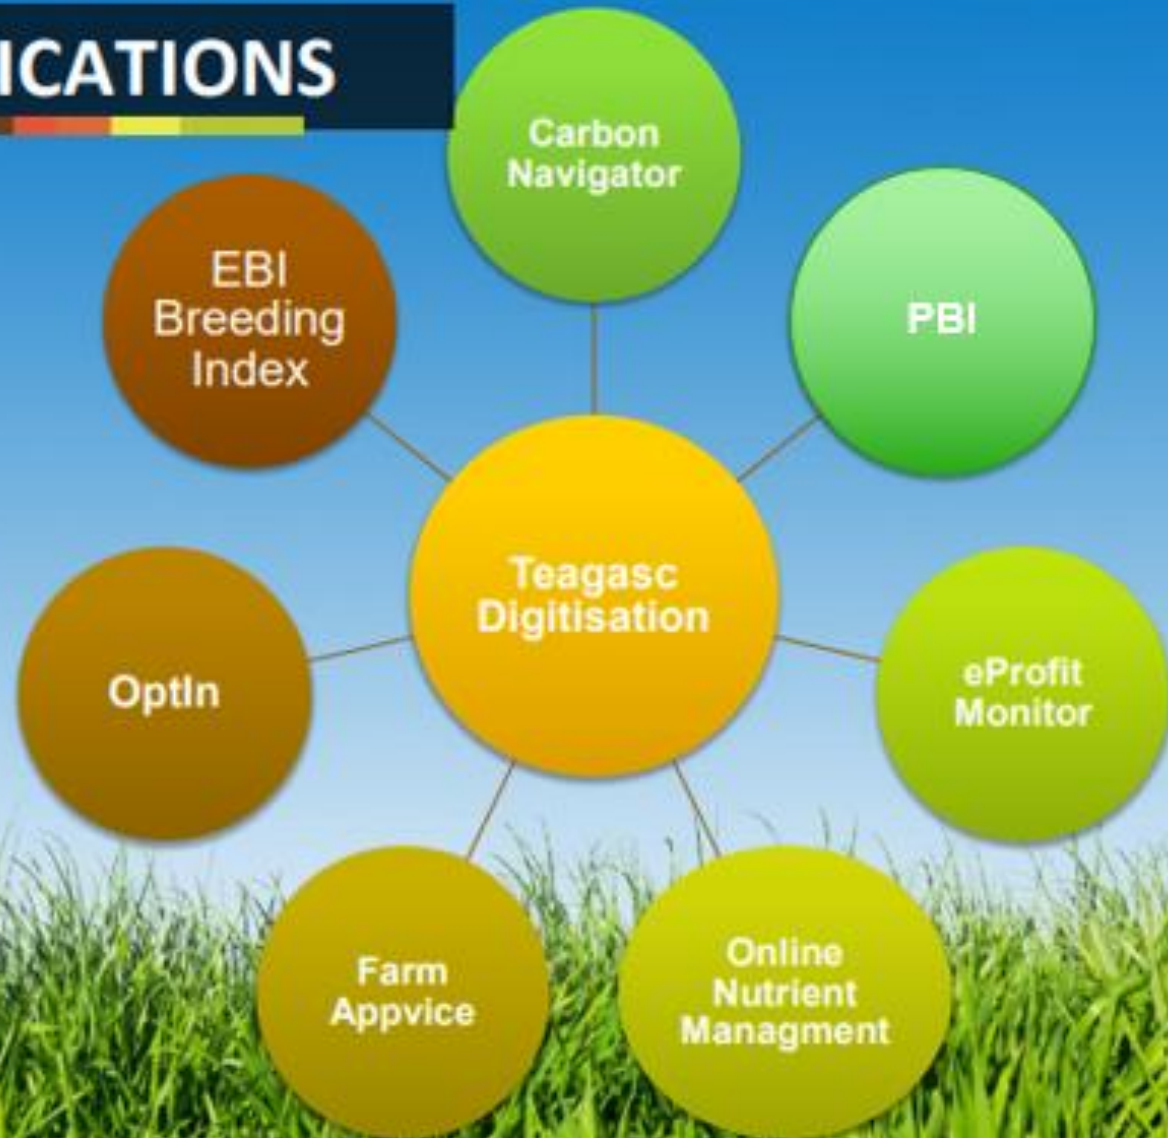 ICATIONS
Carbon
Navigator
PBI
eProfit
Monitor
Online
Nutrient
Managment
Farm
Appvice
OptIn
EBI
Breeding
Index
Teagasc
Digitisation